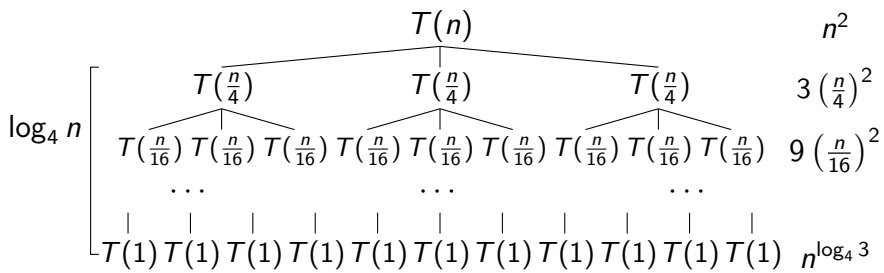 T(n) n^2
T(n/4) T(n/4) T(n/4) 3 (n/4)^2
log_4 n
T(n/16) T(n/16) T(n/16) T(n/16) T(n/16) T(n/16) T(n/16) T(n/16) T(n/16) 9 (n/16)^2
... ... ...
T(1) T(1) T(1) T(1) T(1) T(1) T(1) T(1) T(1) T(1) T(1) n^{log_4 3}